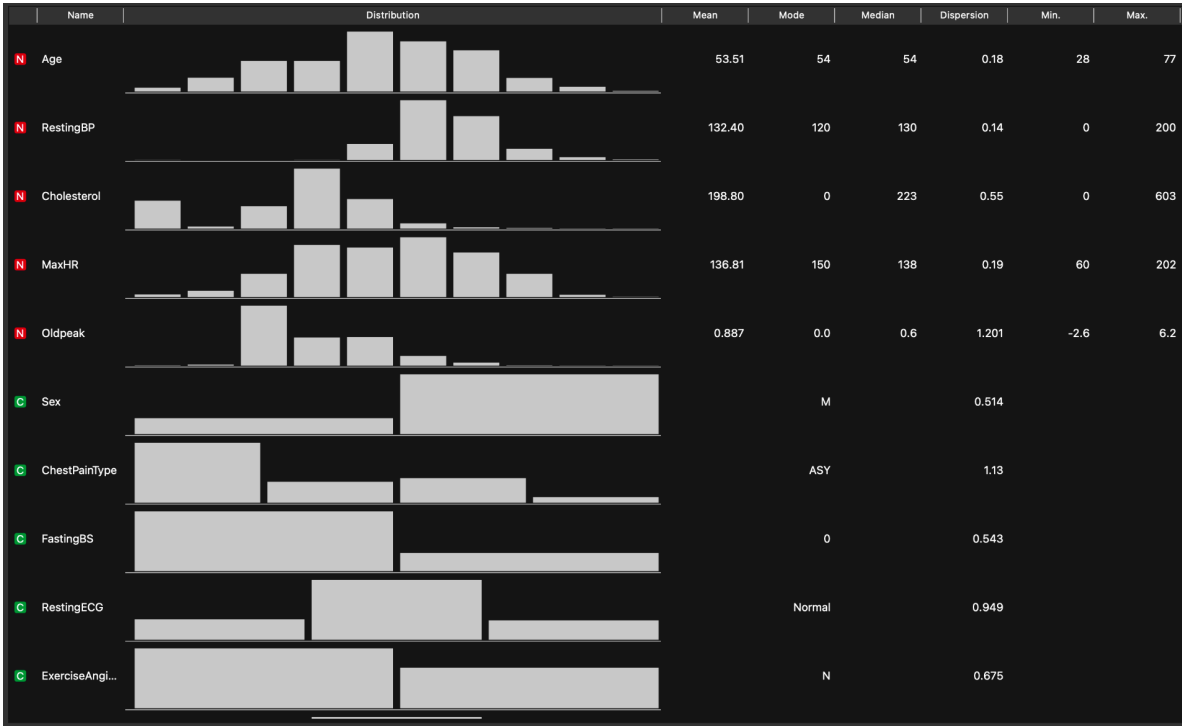 Name Distribution Mean Mode Median Dispersion Min. Max.
N Age 53.51 54 54 0.18 28 77
N RestingBP 132.40 120 130 0.14 0 200
N Cholesterol 198.80 0 223 0.55 0 603
N MaxHR 136.81 150 138 0.19 60 202
N Oldpeak 0.887 0.0 0.6 1.201 -2.6 6.2
C Sex M 0.514
C ChestPainType ASY 1.13
C FastingBS 0 0.543
C RestingECG Normal 0.949
C ExerciseAngi... N 0.675